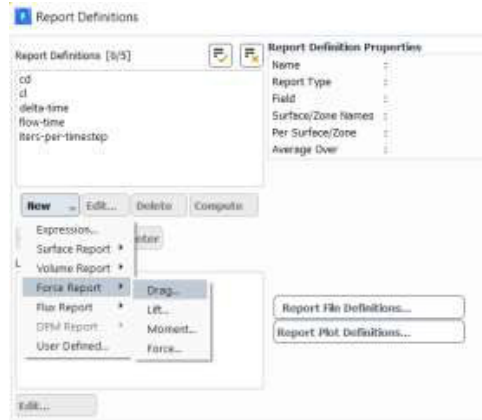 Report Definitions
Report Definitions [0/5]
cd
cl
delta-time
flow-time
iters-per-timestep
Report Definition Properties
Name :
Report Type :
Field :
Surface/Zone Names :
Per Surface/Zone :
Average Over :
New Edit... Delete Compute
Expression...
Surface Report
Volume Report
Force Report
Flux Report
DPM Report
User Defined...
Drag...
Lift...
Moment...
Force...
Report File Definitions...
Report Plot Definitions...
Edit...